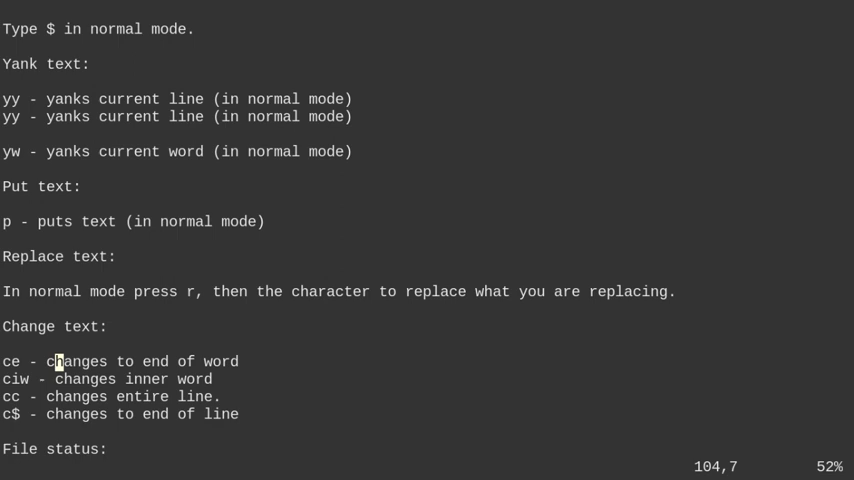 Type $ in normal mode.
Yank text:
yy - yanks current line (in normal mode)
yy - yanks current line (in normal mode)
yw - yanks current word (in normal mode)
Put text:
p - puts text (in normal mode)
Replace text:
In normal mode press r, then the character to replace what you are replacing.
Change text:
ce - changes to end of word
ciw - changes inner word
cc - changes entire line.
c$ - changes to end of line
File status:
104,7 52%